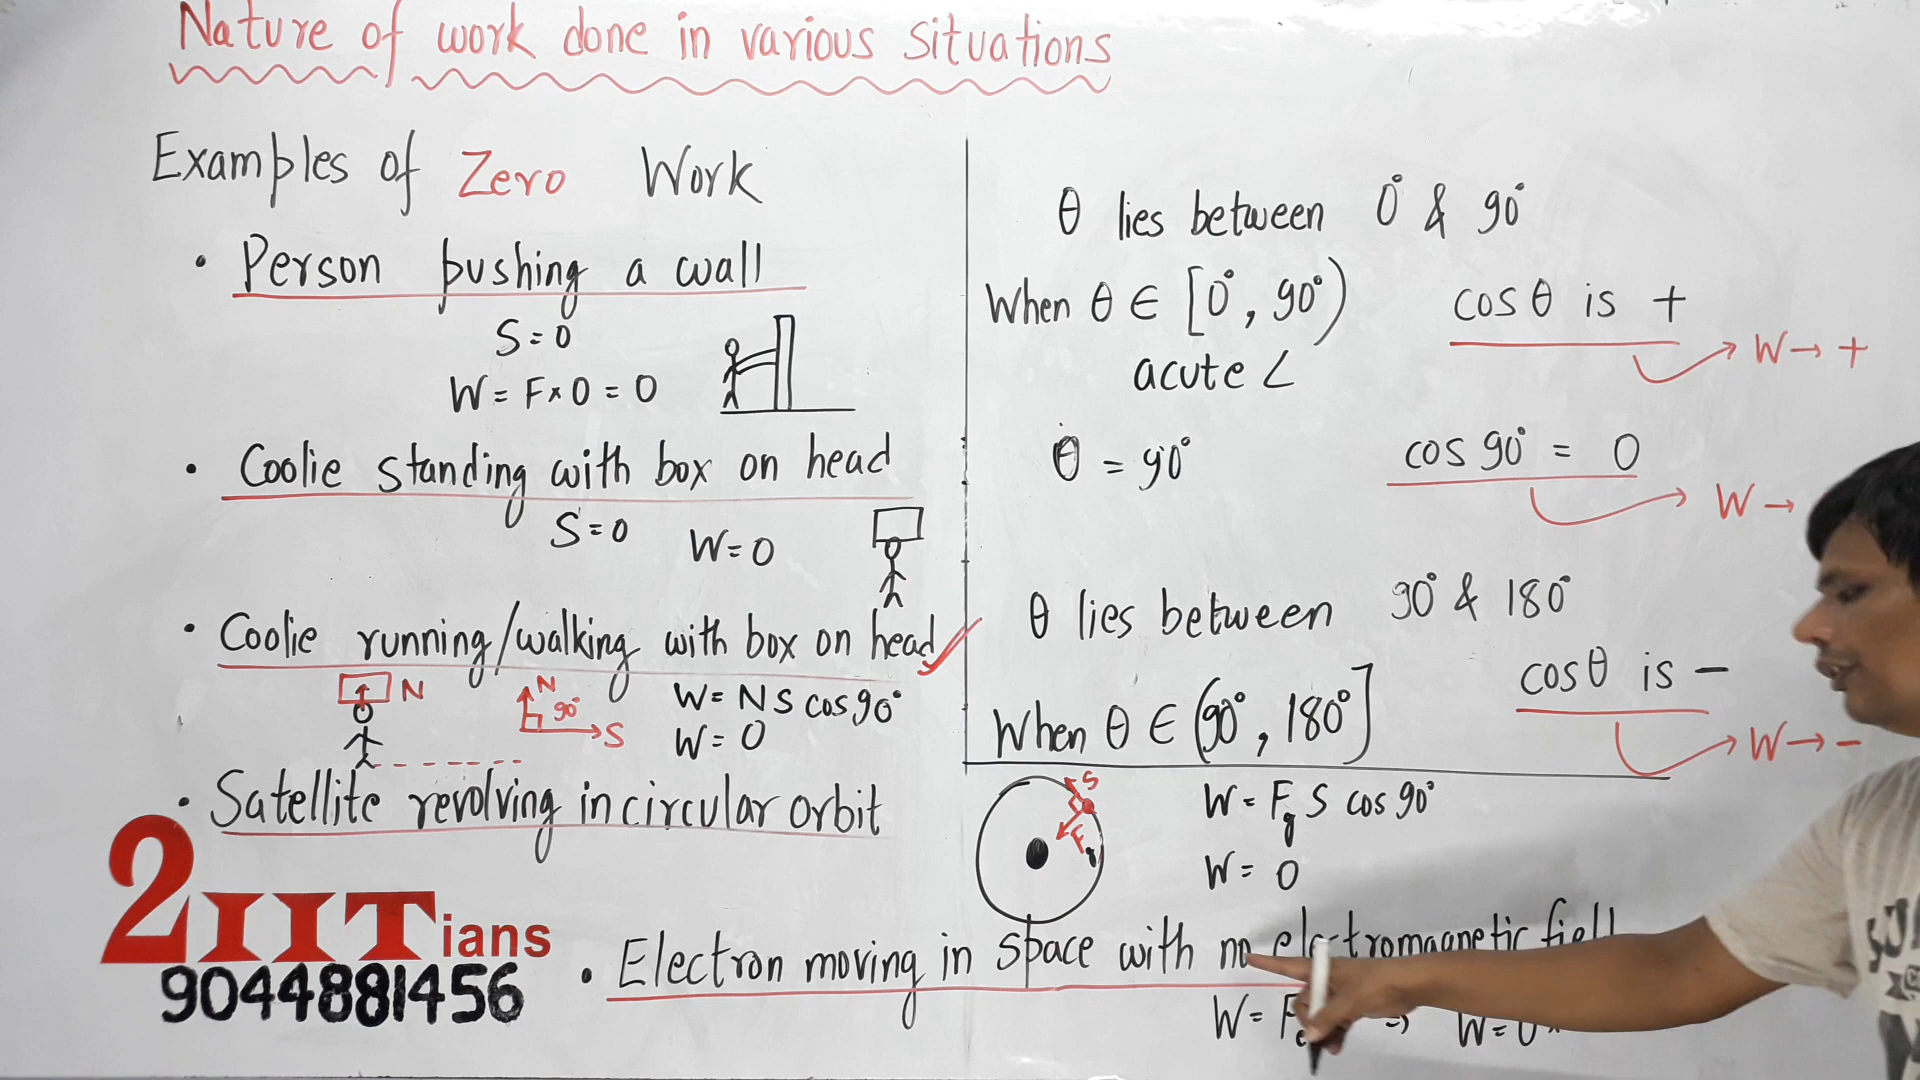 Nature of work done in various situations
Examples of Zero Work
• Person pushing a wall
S = 0
W = F × 0 = 0
• Coolie standing with box on head
S = 0 W = 0
• Coolie running/walking with box on head
N N 90° S
W = N S cos 90°
W = 0
• Satellite revolving in circular orbit
θ lies between 0° & 90°
When θ ∈ [0°, 90°) cosθ is +
W → +
acute ∠
θ = 90° cos 90° = 0
W →
θ lies between 90° & 180°
cosθ is −
When θ ∈ (90°, 180°]
W → −
S
F
W = Fg S cos 90°
W = 0
• Electron moving in space with no electromagnetic field
W = Fe ⇒ W = 0
2IITians
9044881456